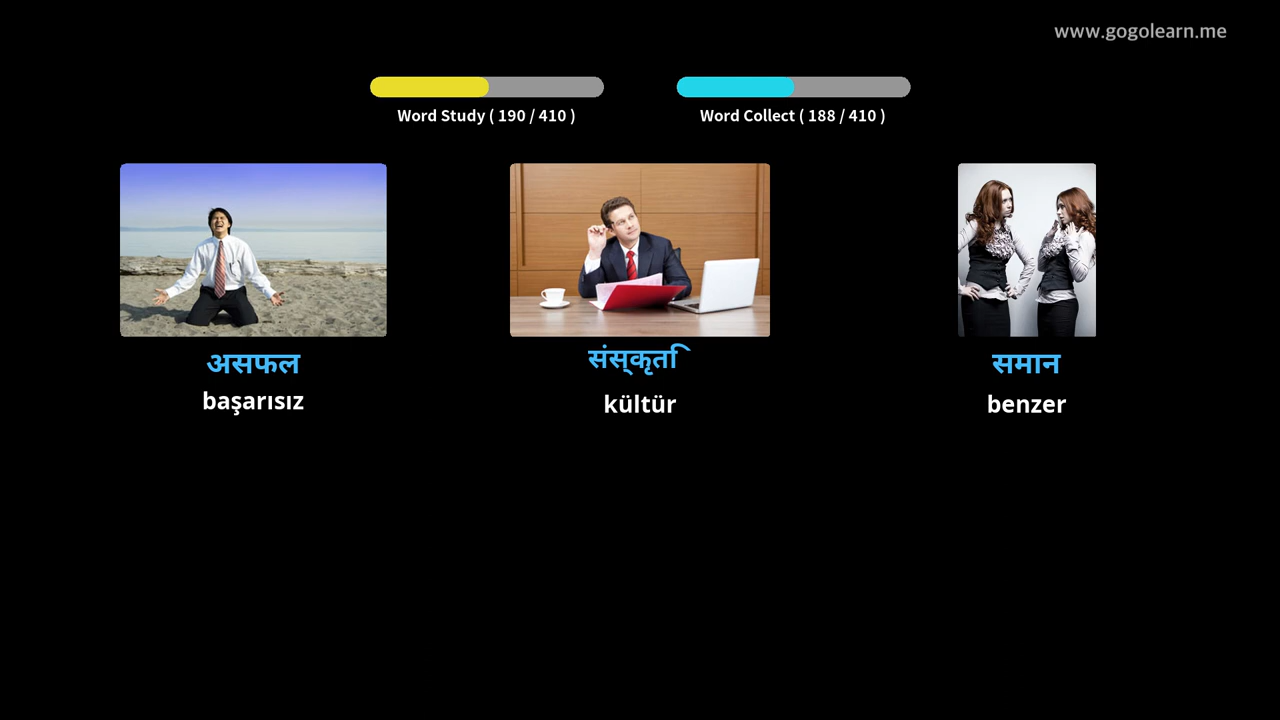 www.gogolearn.me
Word Study ( 190 / 410 )
Word Collect ( 188 / 410 )
असफल
başarısız
संस्कृति
kültür
समान
benzer